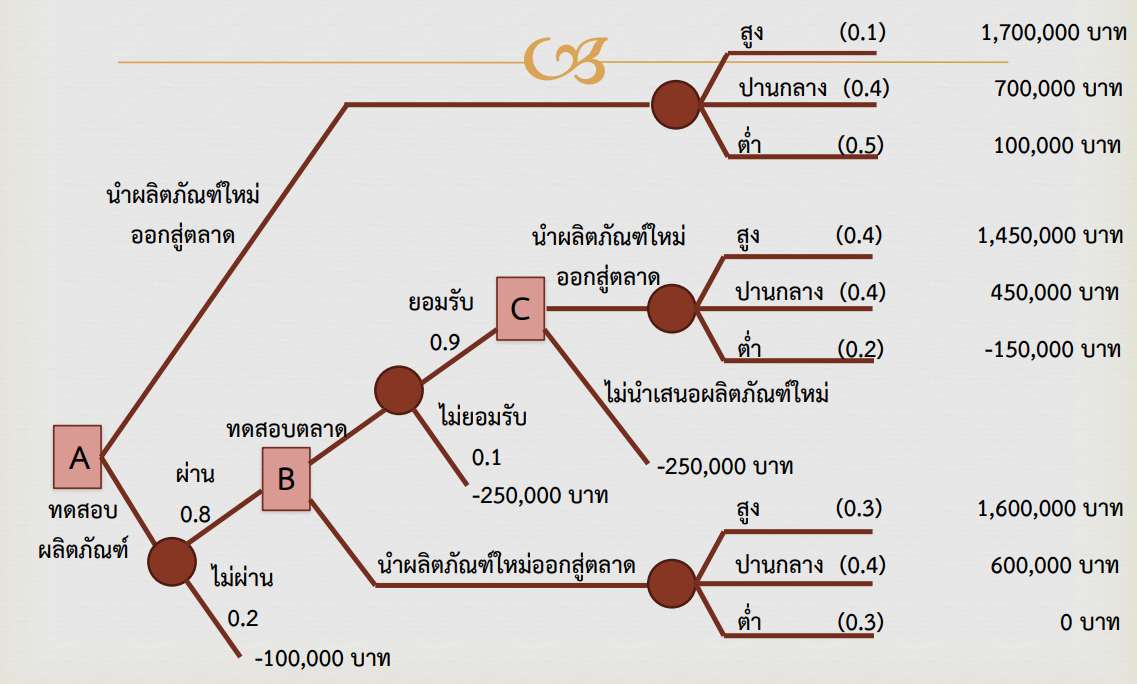 สูง (0.1) 1,700,000 บาท
ปานกลาง (0.4) 700,000 บาท
ต่ำ (0.5) 100,000 บาท
นำผลิตภัณฑ์ใหม่
ออกสู่ตลาด
นำผลิตภัณฑ์ใหม่
ออกสู่ตลาด
สูง (0.4) 1,450,000 บาท
ปานกลาง (0.4) 450,000 บาท
ต่ำ (0.2) -150,000 บาท
ยอมรับ
0.9
C
ไม่นำเสนอผลิตภัณฑ์ใหม่
-250,000 บาท
ไม่ยอมรับ
0.1
-250,000 บาท
ทดสอบตลาด
A
ทดสอบ
ผลิตภัณฑ์
ผ่าน
0.8
B
ไม่ผ่าน
0.2
-100,000 บาท
นำผลิตภัณฑ์ใหม่ออกสู่ตลาด
สูง (0.3) 1,600,000 บาท
ปานกลาง (0.4) 600,000 บาท
ต่ำ (0.3) 0 บาท